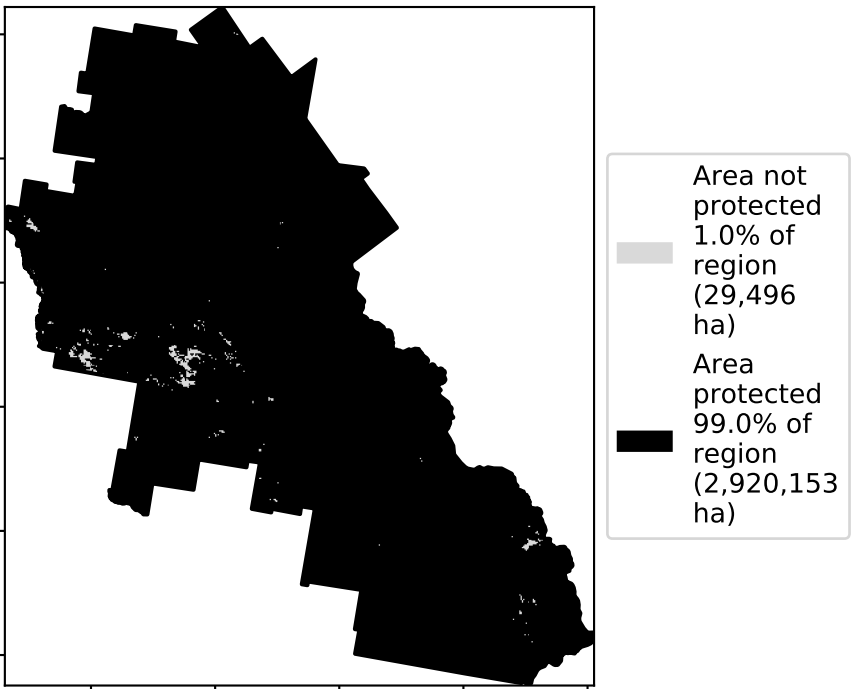 Area not
protected
1.0% of
region
(29,496
ha)
Area
protected
99.0% of
region
(2,920,153
ha)